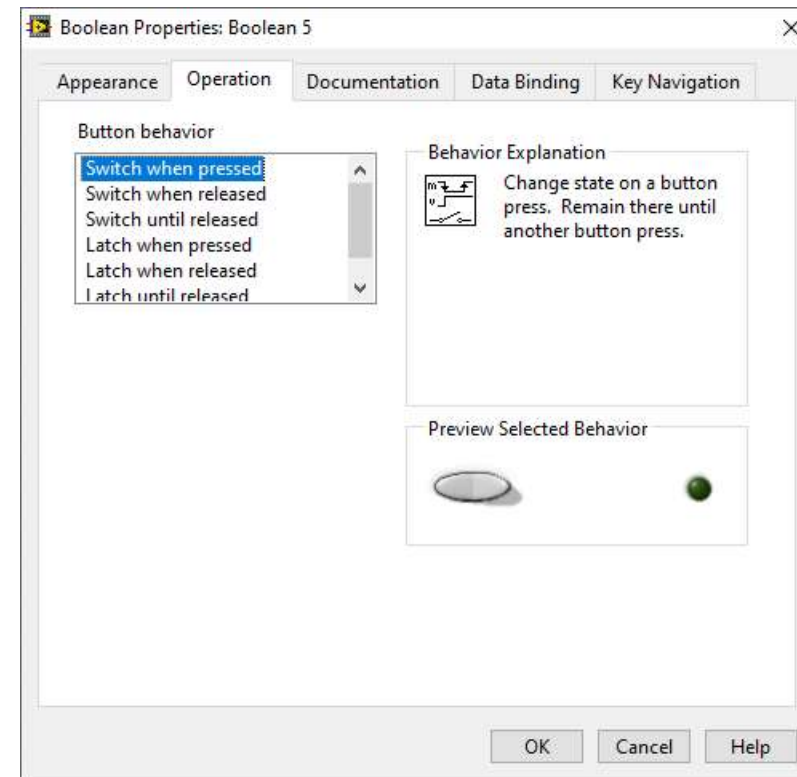 Boolean Properties: Boolean 5
Appearance Operation Documentation Data Binding Key Navigation
Button behavior
Switch when pressed
Switch when released
Switch until released
Latch when pressed
Latch when released
Latch until released
Behavior Explanation
m
v
Change state on a button
press. Remain there until
another button press.
Preview Selected Behavior
OK Cancel Help